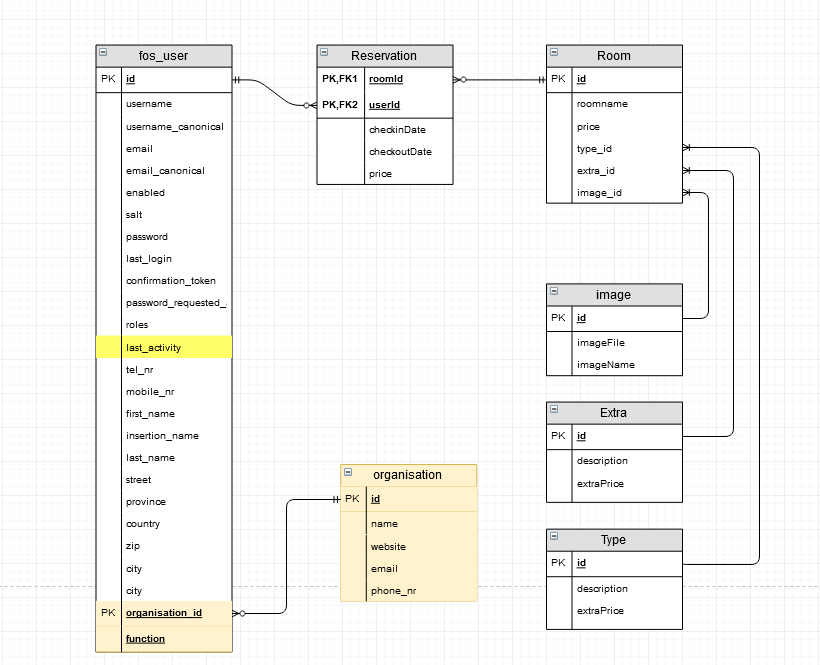 fos_user
PK id
username
username_canonical
email
email_canonical
enabled
salt
password
last_login
confirmation_token
password_requested_
roles
last_activity
tel_nr
mobile_nr
first_name
insertion_name
last_name
street
province
country
zip
city
city
PK organisation_id
function
Reservation
PK,FK1 roomId
PK,FK2 userId
checkinDate
checkoutDate
price
Room
PK id
roomname
price
type_id
extra_id
image_id
image
PK id
imageFile
imageName
Extra
PK id
description
extraPrice
organisation
PK id
name
website
email
phone_nr
Type
PK id
description
extraPrice